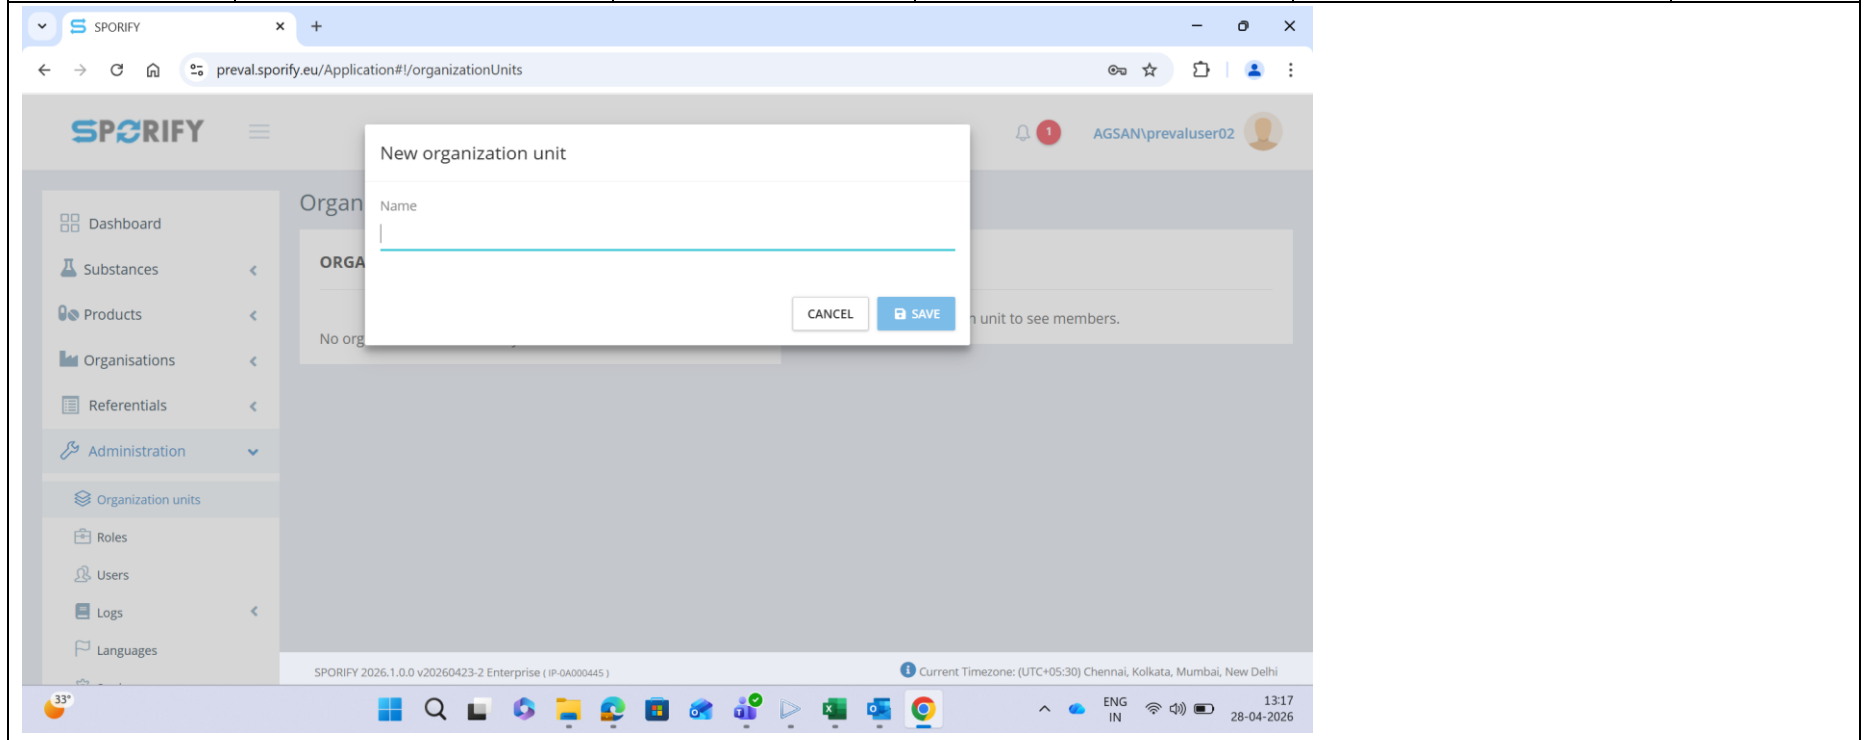 SPORIFY
preval.sporify.eu/Application#!/organizationUnits
SPORIFY
1
AGSAN\prevaluser02
New organization unit
Name
CANCEL
SAVE
Organ
ORGA
No org
n unit to see members.
Dashboard
Substances
Products
Organisations
Referentials
Administration
Organization units
Roles
Users
Logs
Languages
SPORIFY 2026.1.0.0 v20260423-2 Enterprise ( IP-0A000445 )
Current Timezone: (UTC+05:30) Chennai, Kolkata, Mumbai, New Delhi
33°
ENG
IN
13:17
28-04-2026